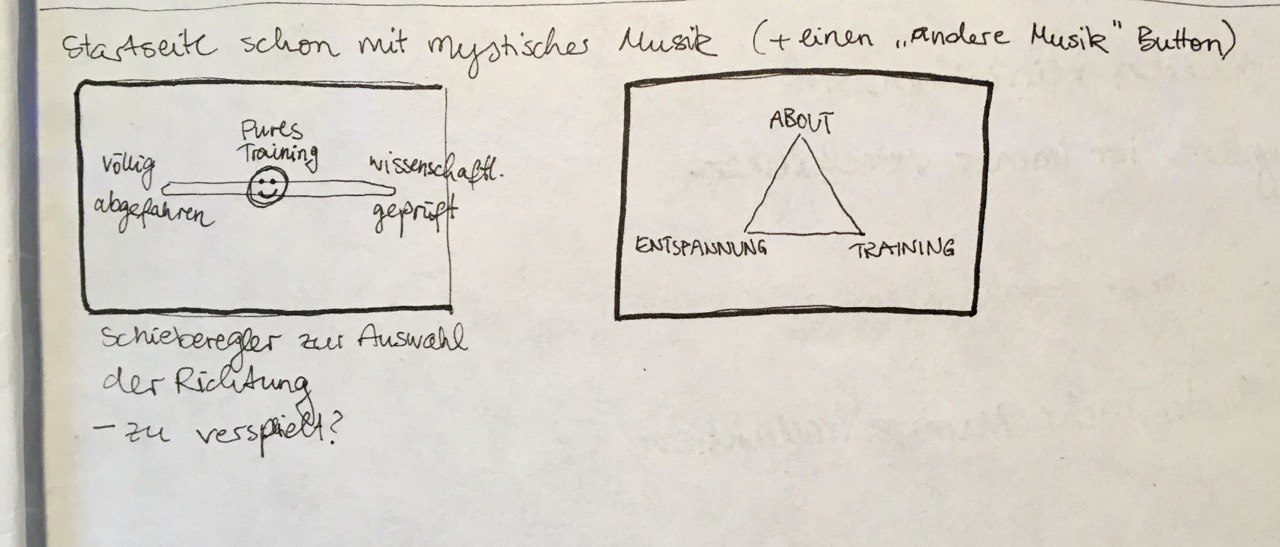 Startseite schon mit mystischer Musik (+ einen „andere Musik" Button)
Pures
Training
völlig
abgefahren
wissenschaftl.
geprüft
Schieberegler zur Auswahl
der Richtung
– zu verspielt?
ABOUT
ENTSPANNUNG
TRAINING